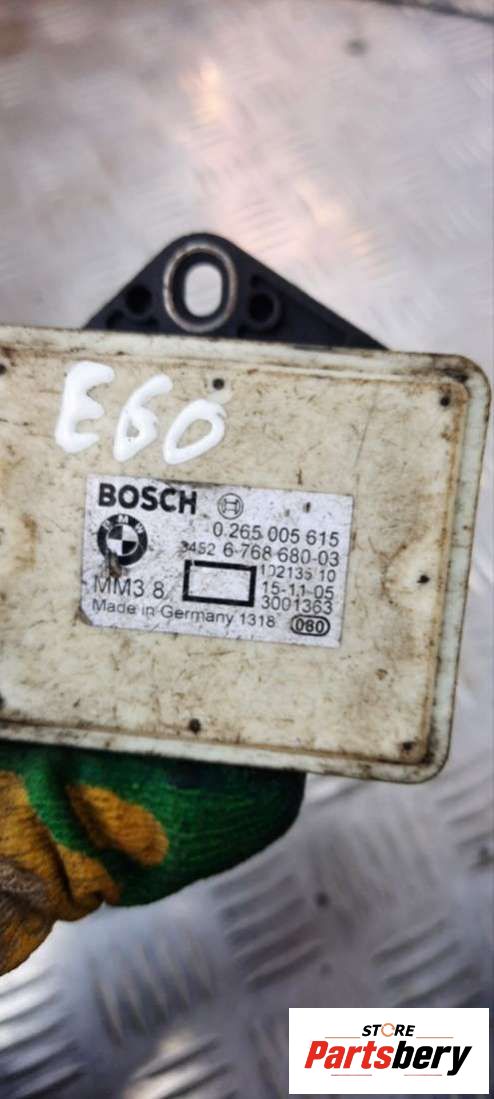 E60
BOSCH
BMW
0 265 005 615
3452 6 768 680-03
102135 10
MM3 8
15-11-05
3001363
Made in Germany 1318 060
STORE
Partsbery